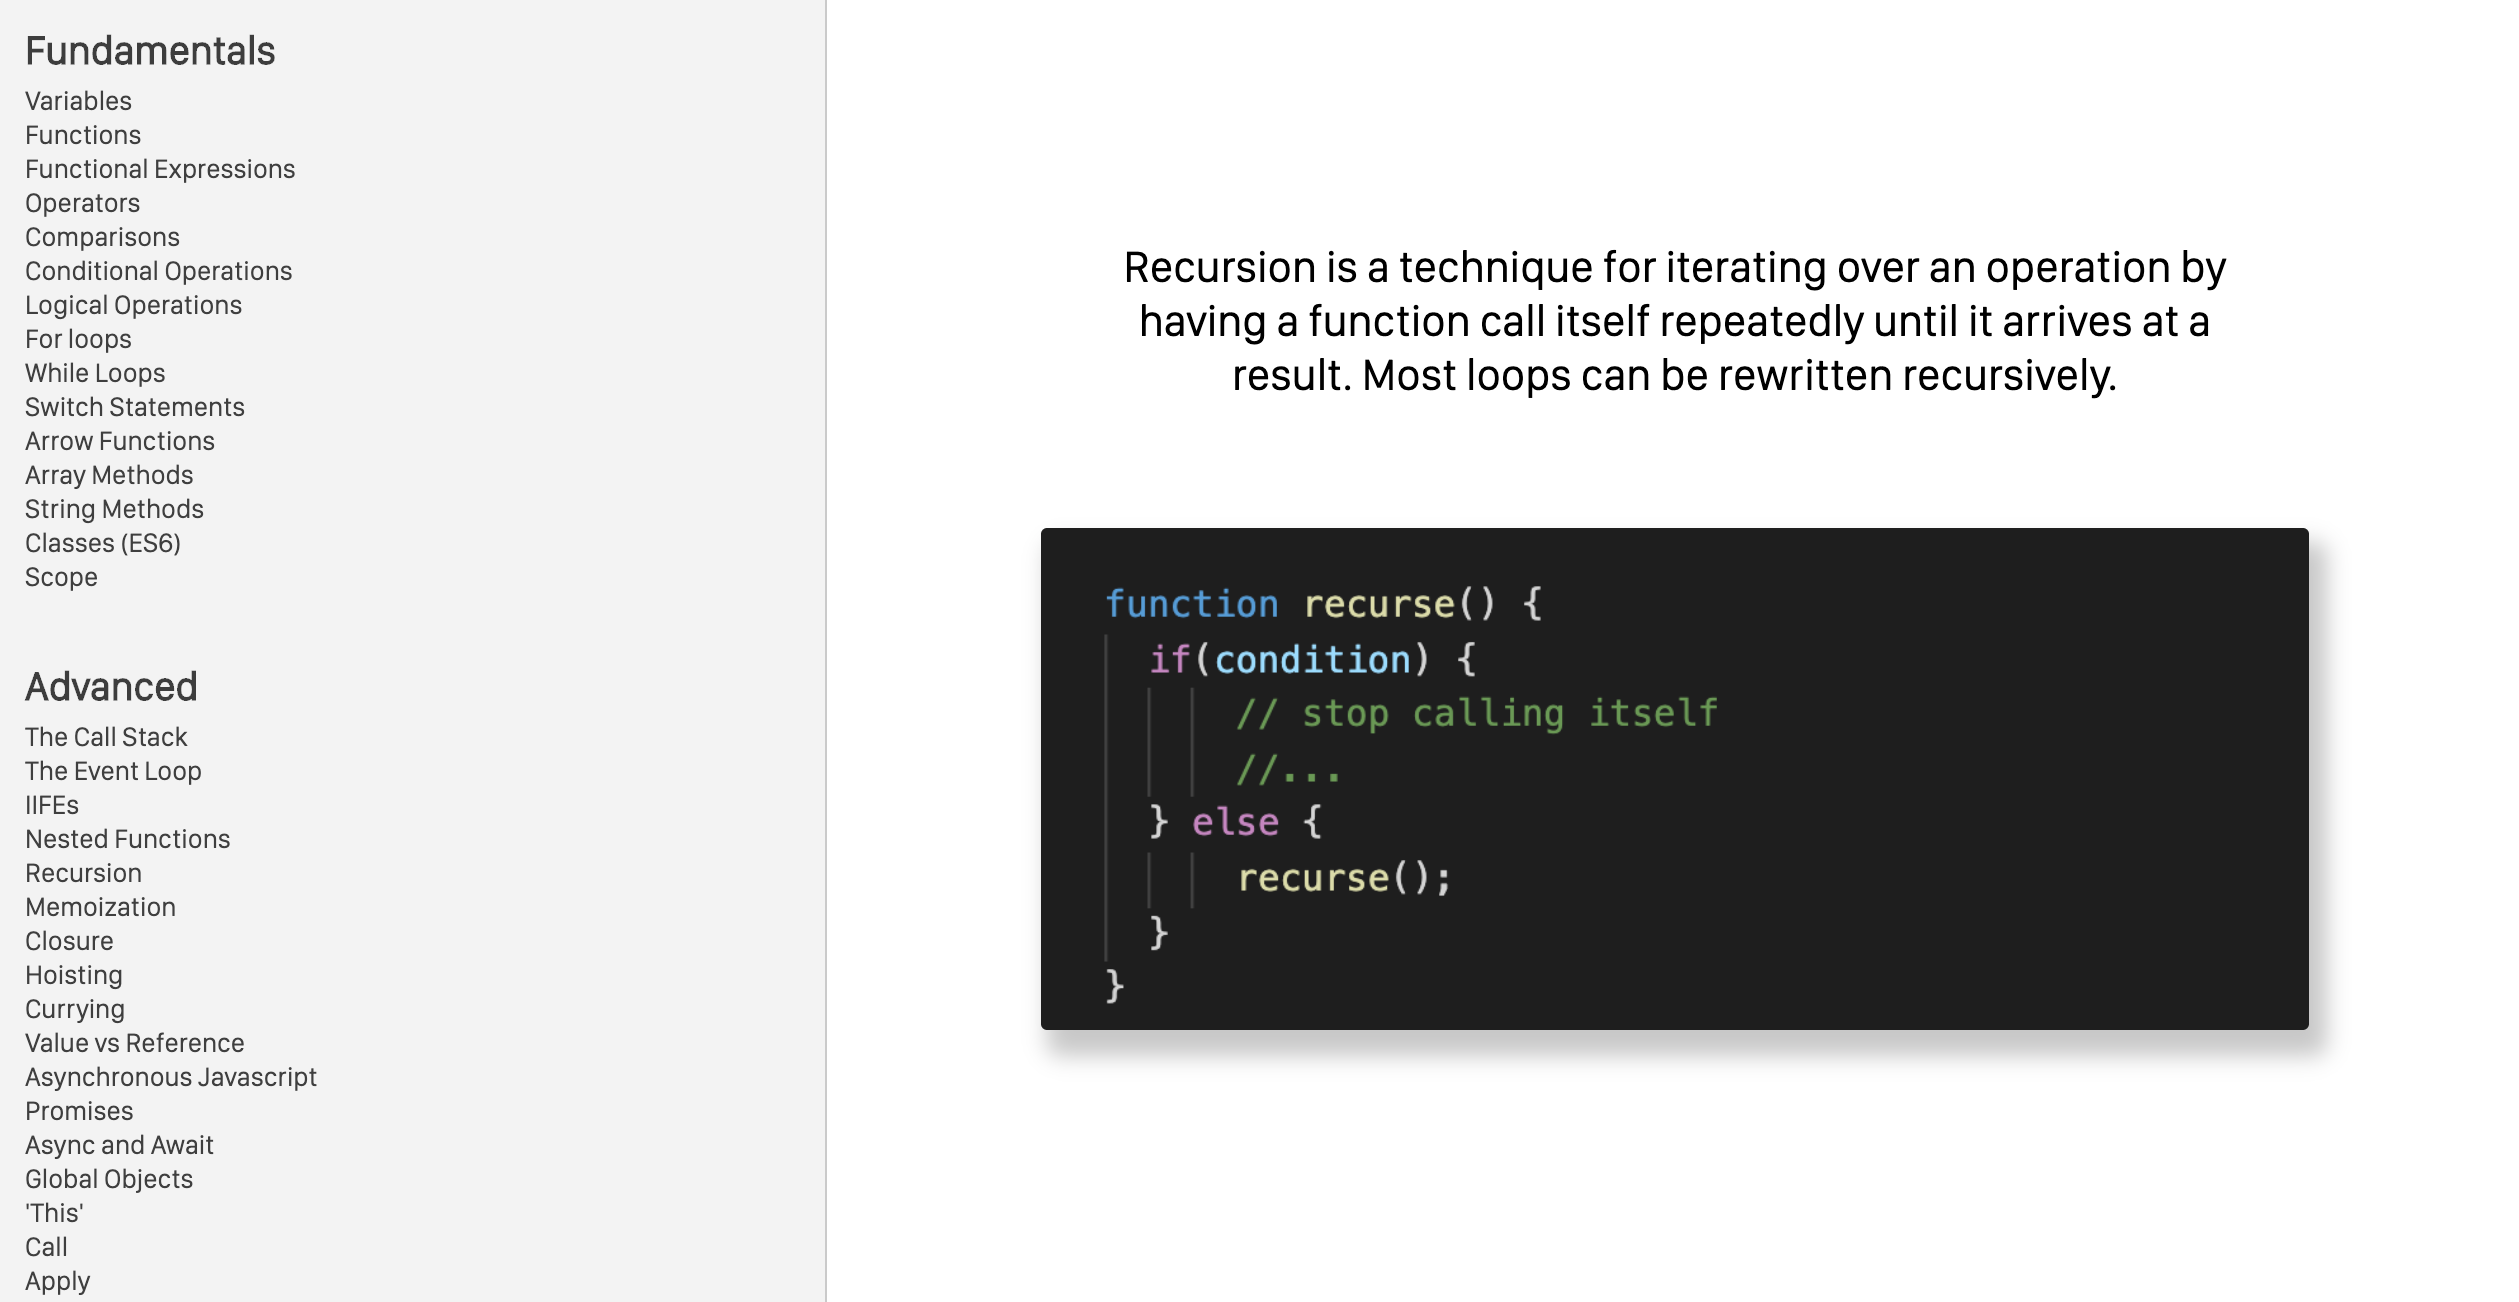 Fundamentals
Variables
Functions
Functional Expressions
Operators
Comparisons
Conditional Operations
Logical Operations
For loops
While Loops
Switch Statements
Arrow Functions
Array Methods
String Methods
Classes (ES6)
Scope
Advanced
The Call Stack
The Event Loop
IIFEs
Nested Functions
Recursion
Memoization
Closure
Hoisting
Currying
Value vs Reference
Asynchronous Javascript
Promises
Async and Await
Global Objects
'This'
Call
Apply
Recursion is a technique for iterating over an operation by
having a function call itself repeatedly until it arrives at a
result. Most loops can be rewritten recursively.
function recurse() {
if(condition) {
// stop calling itself
//...
} else {
recurse();
}
}